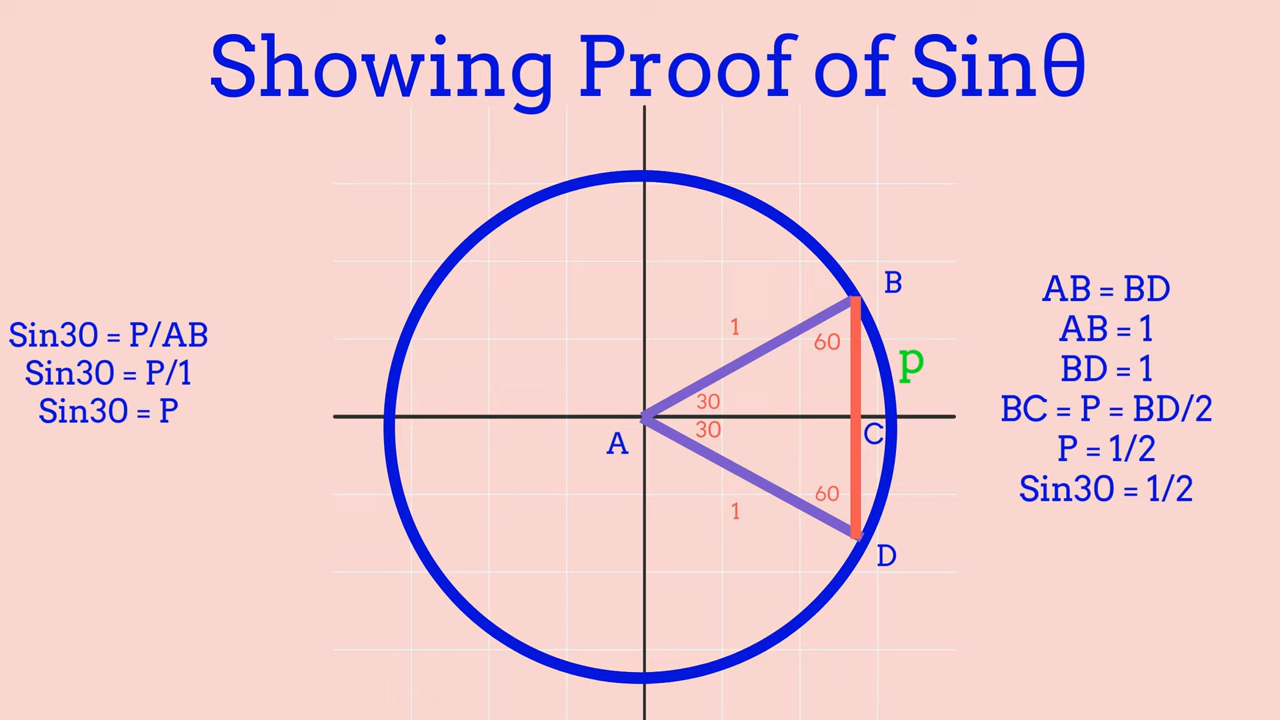 Showing Proof of Sinθ
Sin30 = P/AB
Sin30 = P/1
Sin30 = P
B
1
60
p
30
30
A
C
60
1
D
AB = BD
AB = 1
BD = 1
BC = P = BD/2
P = 1/2
Sin30 = 1/2